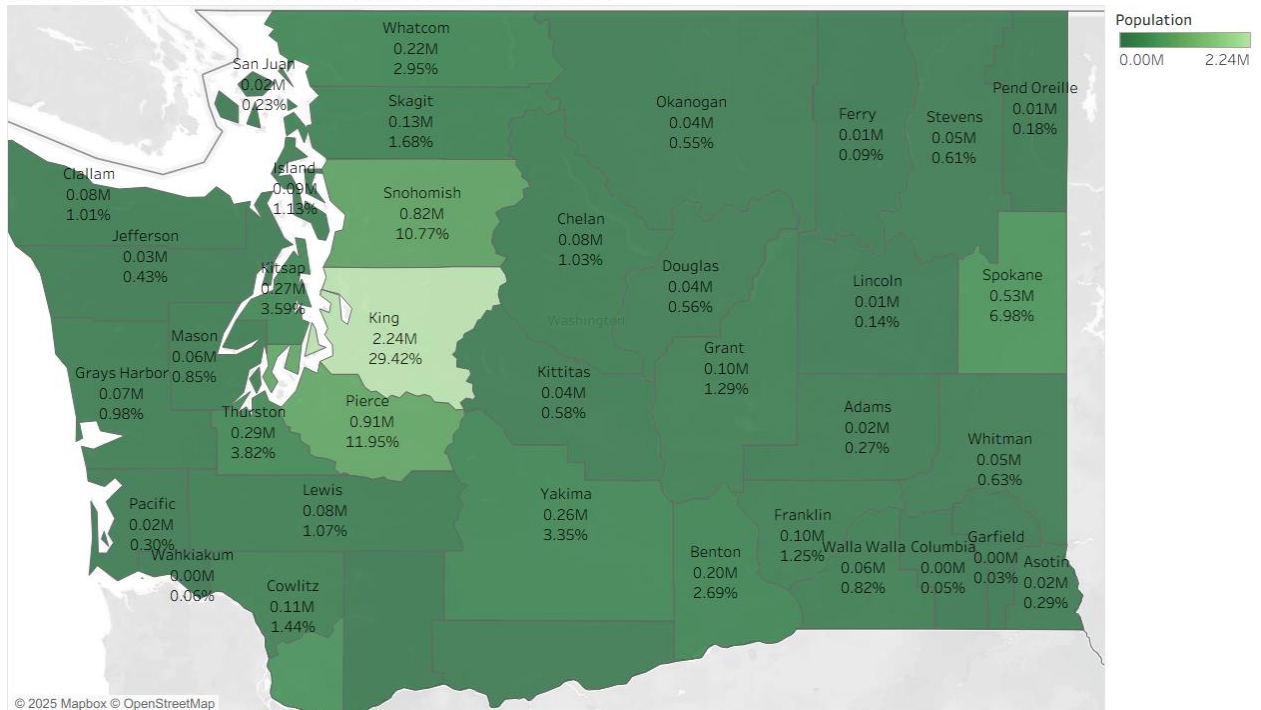 Population
0.00M 2.24M
Whatcom
0.22M
2.95%
San Juan
0.02M
0.23%
Skagit
0.13M
1.68%
Okanogan
0.04M
0.55%
Ferry
0.01M
0.09%
Stevens
0.05M
0.61%
Pend Oreille
0.01M
0.18%
Clallam
0.08M
1.01%
Island
0.09M
1.13%
Snohomish
0.82M
10.77%
Jefferson
0.03M
0.43%
Chelan
0.08M
1.03%
Kitsap
0.27M
3.59%
Douglas
0.04M
0.56%
Lincoln
0.01M
0.14%
Spokane
0.53M
6.98%
Washington
King
2.24M
29.42%
Mason
0.06M
0.85%
Grays Harbor
0.07M
0.98%
Grant
0.10M
1.29%
Kittitas
0.04M
0.58%
Pierce
0.91M
11.95%
Thurston
0.29M
3.82%
Adams
0.02M
0.27%
Whitman
0.05M
0.63%
Lewis
0.08M
1.07%
Yakima
0.26M
3.35%
Pacific
0.02M
0.30%
Franklin
0.10M
1.25%
Wahkiakum
0.00M
0.06%
Benton
0.20M
2.69%
Walla Walla
0.06M
0.82%
Columbia
0.00M
0.05%
Garfield
0.00M
0.03%
Asotin
0.02M
0.29%
Cowlitz
0.11M
1.44%
© 2025 Mapbox © OpenStreetMap